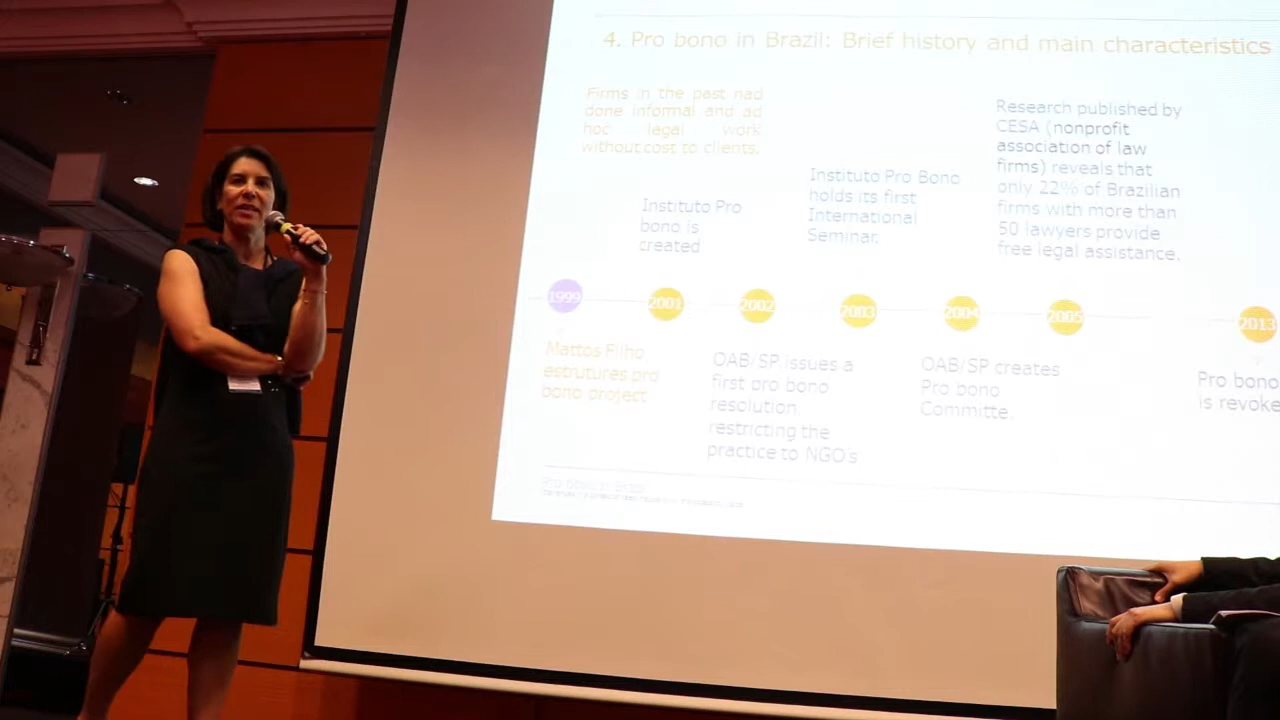 4. Pro bono in Brazil: Brief history and main characteristics
Firms in the past had
done informal and ad
hoc legal work
without cost to clients.
Instituto Pro
bono is
created
Instituto Pro Bono
holds its first
International
Seminar.
Research published by
CESA (nonprofit
association of law
firms) reveals that
only 22% of Brazilian
firms with more than
50 lawyers provide
free legal assistance.
1999
2001
2002
2003
2004
2005
2013
Mattos Filho
estrutures pro
bono project
OAB/SP issues a
first pro bono
resolution,
restricting the
practice to NGO's
OAB/SP creates
Pro bono
Committe.
Pro bono
is revoke
Pro bono in Brazil